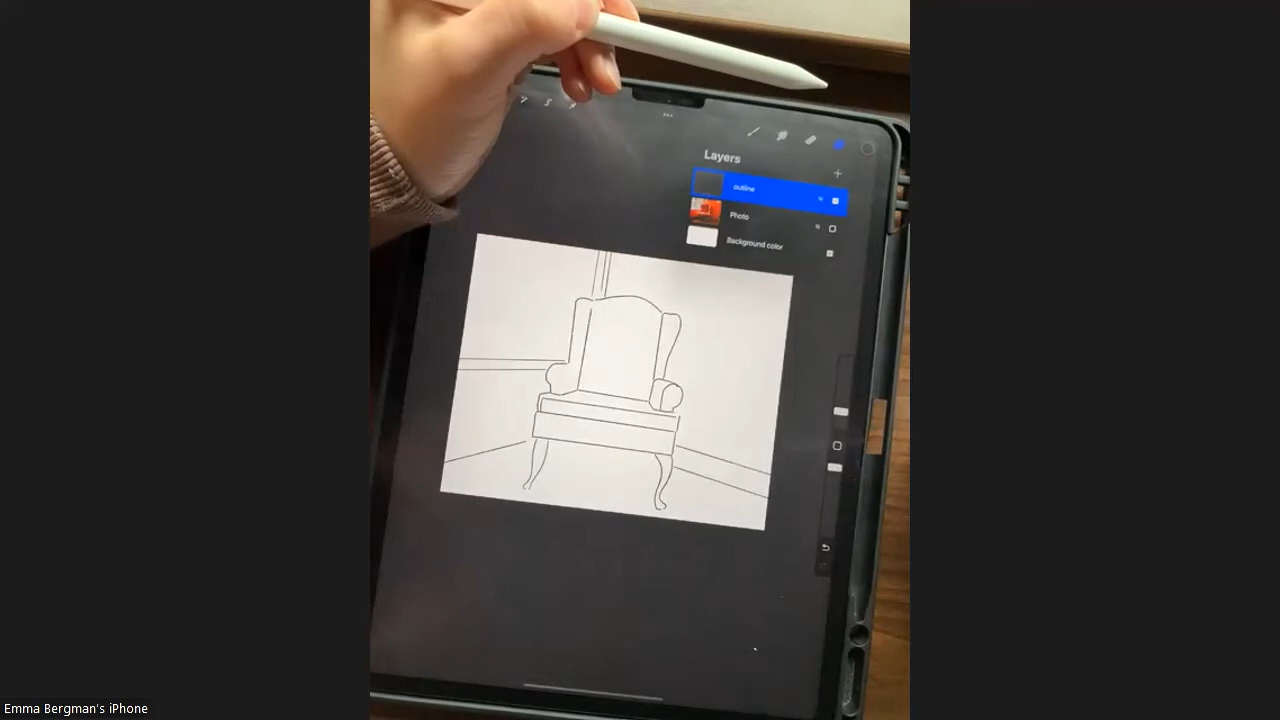 Layers
outline
N
Photo
N
Background color
Emma Bergman's iPhone